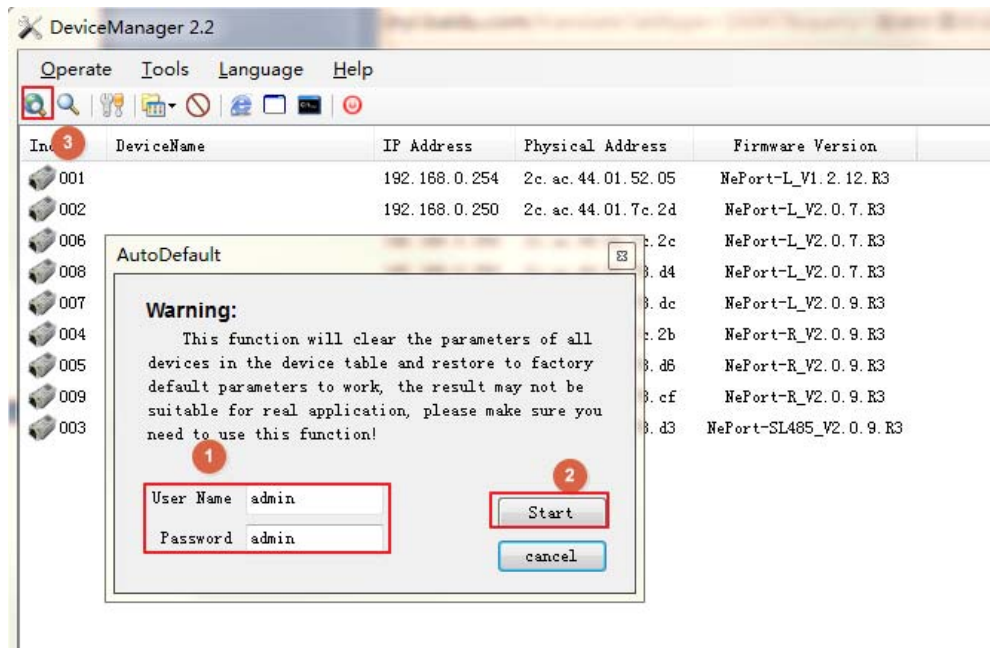 DeviceManager 2.2
Operate Tools Language Help
3
DeviceName IP Address Physical Address Firmware Version
001 192.168.0.254 2c.ac.44.01.52.05 NePort-L_V1.2.12.R3
002 192.168.0.250 2c.ac.44.01.7c.2d NePort-L_V2.0.7.R3
006 NePort-L_V2.0.7.R3
008 NePort-L_V2.0.7.R3
007 NePort-L_V2.0.9.R3
004 NePort-R_V2.0.9.R3
005 NePort-R_V2.0.9.R3
009 NePort-R_V2.0.9.R3
003 NePort-SL485_V2.0.9.R3
AutoDefault
Warning:
This function will clear the parameters of all
devices in the device table and restore to factory
default parameters to work, the result may not be
suitable for real application, please make sure you
need to use this function!
1
User Name admin
Password admin
2
Start
cancel